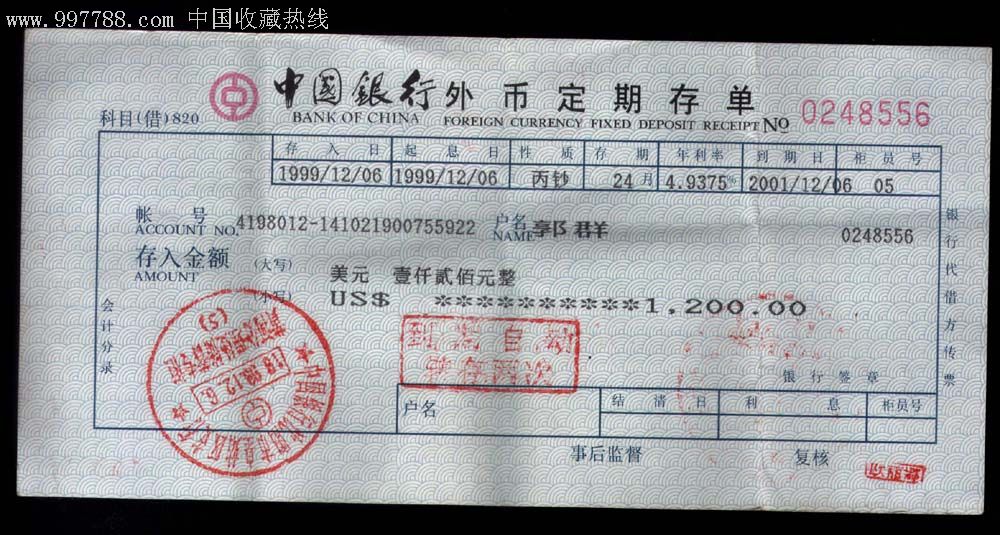 www.997788.com 中国收藏热线
中國銀行外币定期存单
BANK OF CHINA FOREIGN CURRENCY FIXED DEPOSIT RECEIPT №
0248556
科目(借)820
存入日 起息日 性质 存期 年利率 到期日 柜员号
1999/12/06 1999/12/06 丙钞 24月 4.9375% 2001/12/06 05
帐号 4198012-141021900755922 户名
ACCOUNT NO. NAME
0248556
存入金额 (大写) 美元 壹仟贰佰元整
AMOUNT
(小写) US$ **********1,200.00
到期自动
银行签章
会计分录
银行代借方传票
户名 结清日 利息 柜员号
事后监督 复核